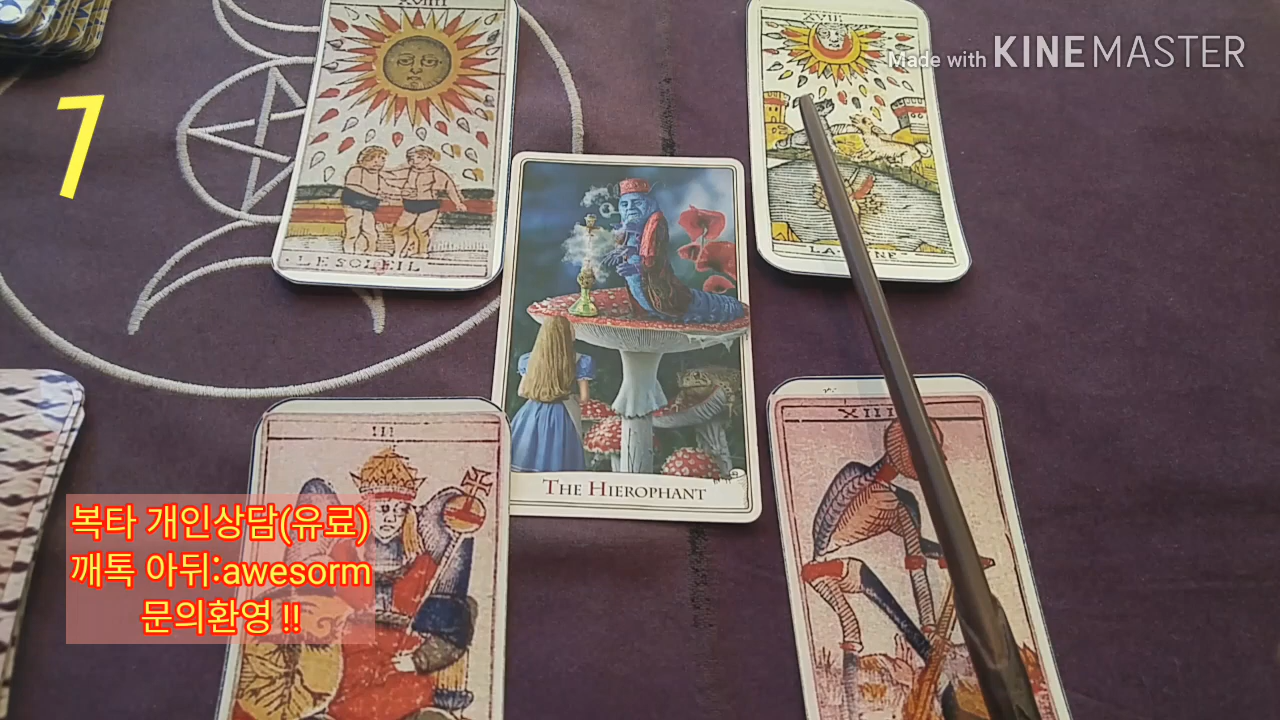 XVIIII
XVIII
Made with KINEMASTER
7
LE SOLEIL
THE HIEROPHANT
III
XIII
복타 개인상담(유료)
깨톡 아뒤:awesorm
문의환영 !!